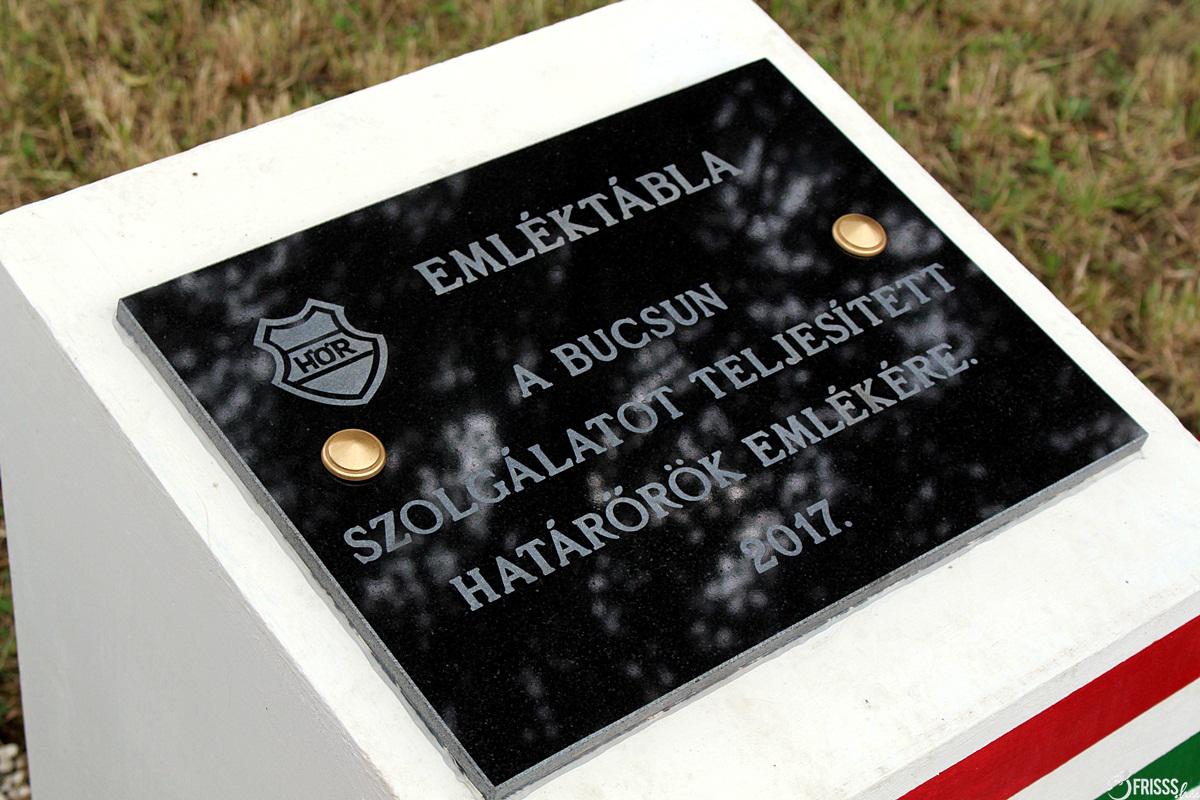 EMLÉKTÁBLA
HŐR
A BUCSUN
SZOLGÁLATOT TELJESÍTETT
HATÁRŐRÖK EMLÉKÉRE.
2017.
FRISSS